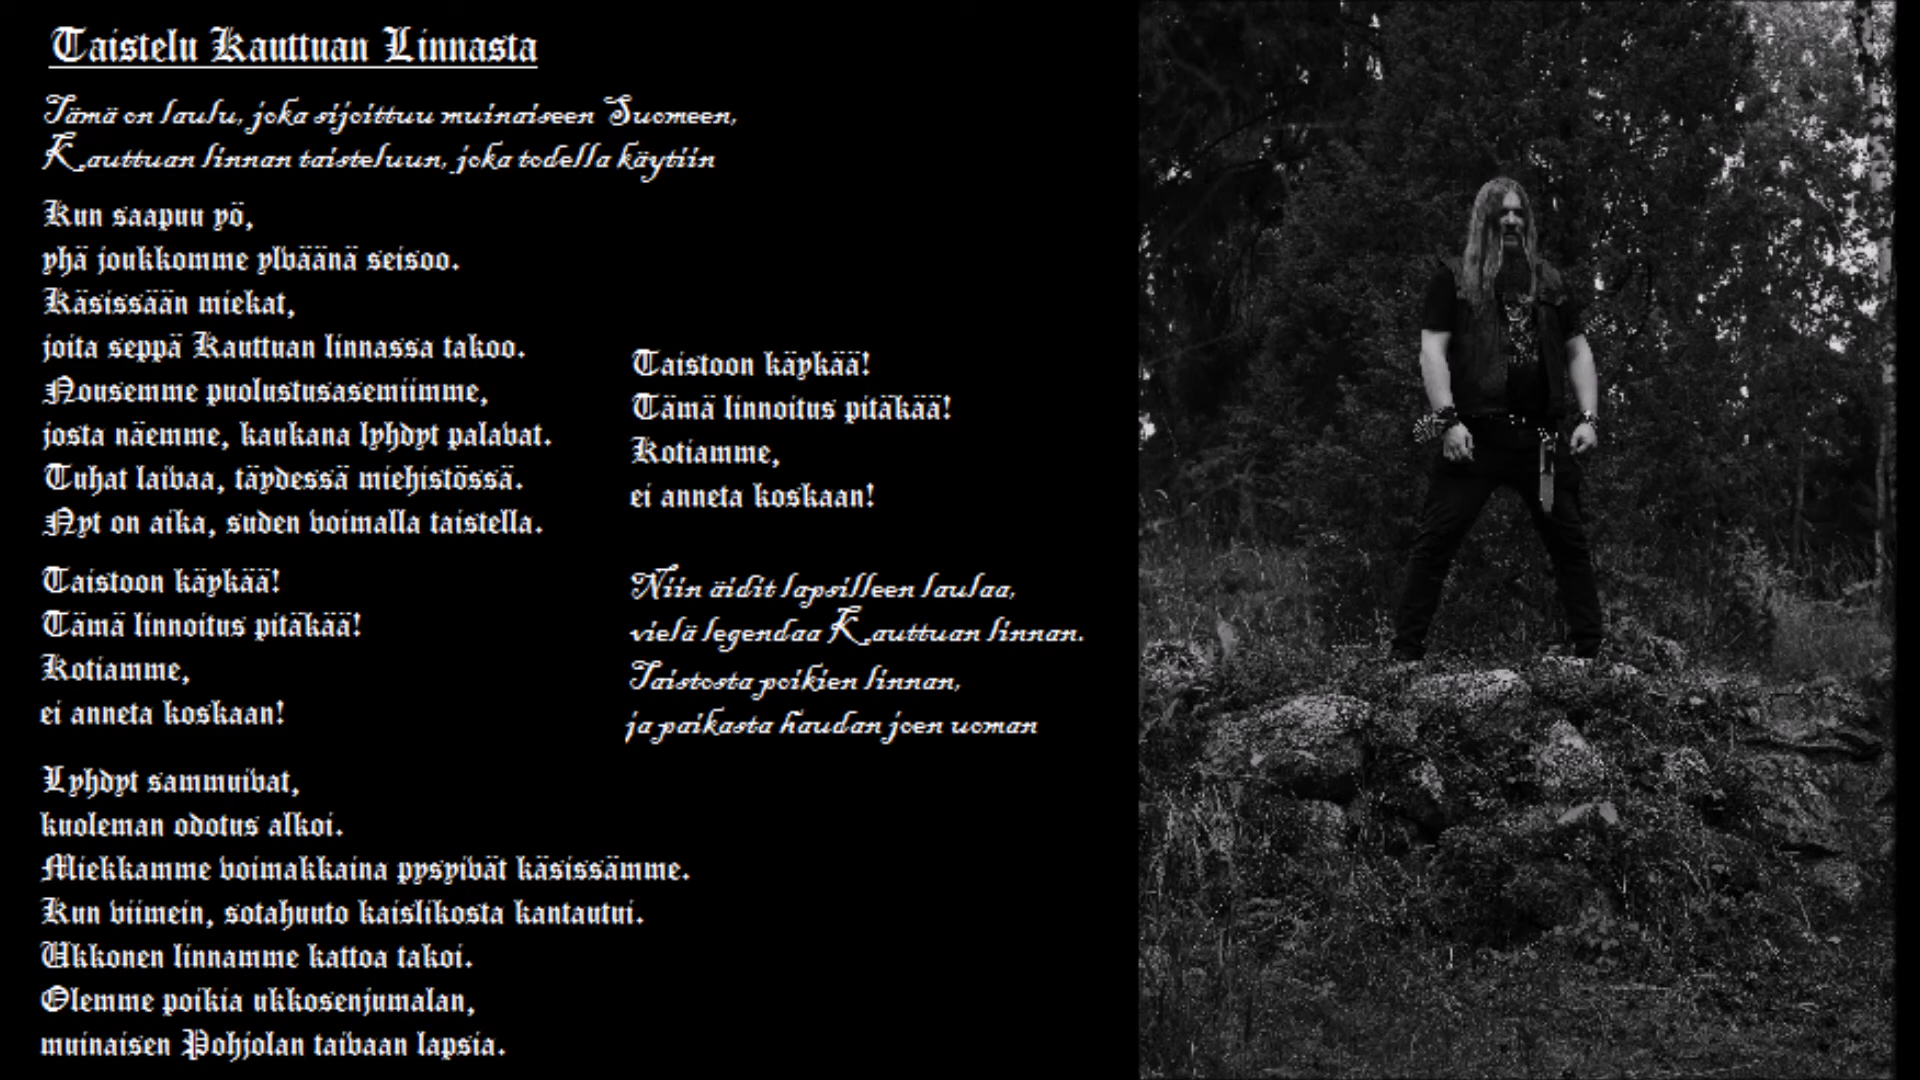 Taistelu Kauttuan Linnasta
Tämä on laulu, joka sijoittuu muinaiseen Suomeen,
Kauttuan linnan taisteluun, joka todella käytiin
Kun saapuu yö,
yhä joukkomme ylväänä seisoo.
Käsissään miekat,
joita seppä Kauttuan linnassa takoo.
Nousemme puolustusasemiimme,
josta näemme, kaukana lyhdyt palavat.
Tuhat laivaa, täydessä miehistössä.
Nyt on aika, suden voimalla taistella.
Taistoon käykää!
Tämä linnoitus pitäkää!
Kotiamme,
ei anneta koskaan!
Lyhdyt sammuivat,
kuoleman odotus alkoi.
Miekkamme voimakkaina pysyivät käsissämme.
Kun viimein, sotahuuto kaislikosta kantautui.
Ukkonen linnamme kattoa takoi.
Olemme poikia ukkosenjumalan,
muinaisen Pohjolan taivaan lapsia.
Taistoon käykää!
Tämä linnoitus pitäkää!
Kotiamme,
ei anneta koskaan!
Niin äidit lapsilleen laulaa,
vielä legendaa Kauttuan linnan.
Taistosta poikien linnan,
ja paikasta haudan joen uoman